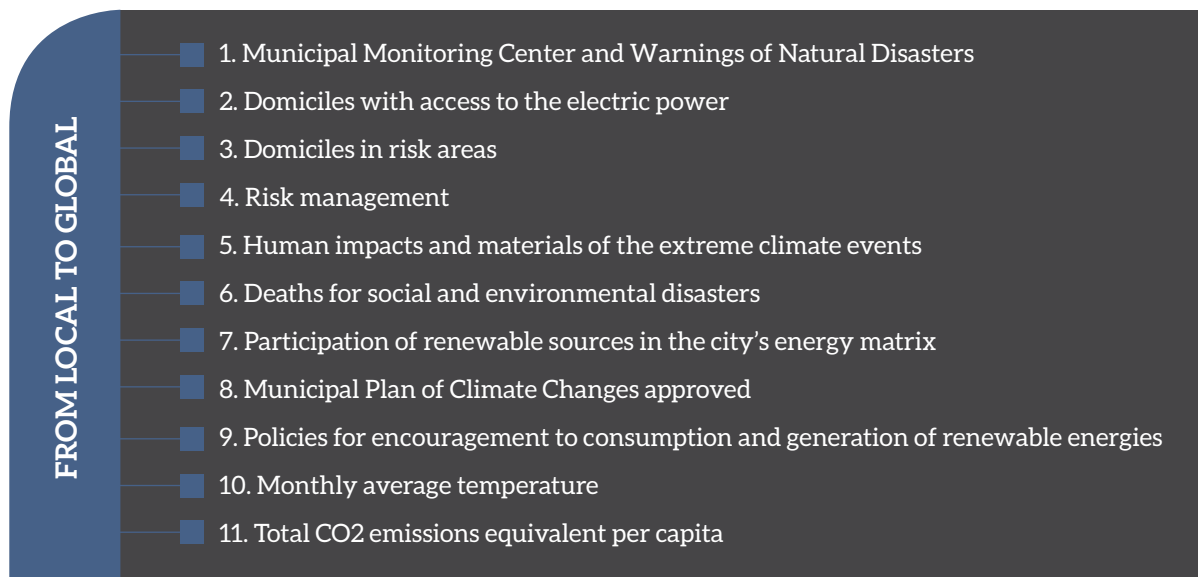 FROM LOCAL TO GLOBAL
1. Municipal Monitoring Center and Warnings of Natural Disasters
2. Domiciles with access to the electric power
3. Domiciles in risk areas
4. Risk management
5. Human impacts and materials of the extreme climate events
6. Deaths for social and environmental disasters
7. Participation of renewable sources in the city’s energy matrix
8. Municipal Plan of Climate Changes approved
9. Policies for encouragement to consumption and generation of renewable energies
10. Monthly average temperature
11. Total CO2 emissions equivalent per capita